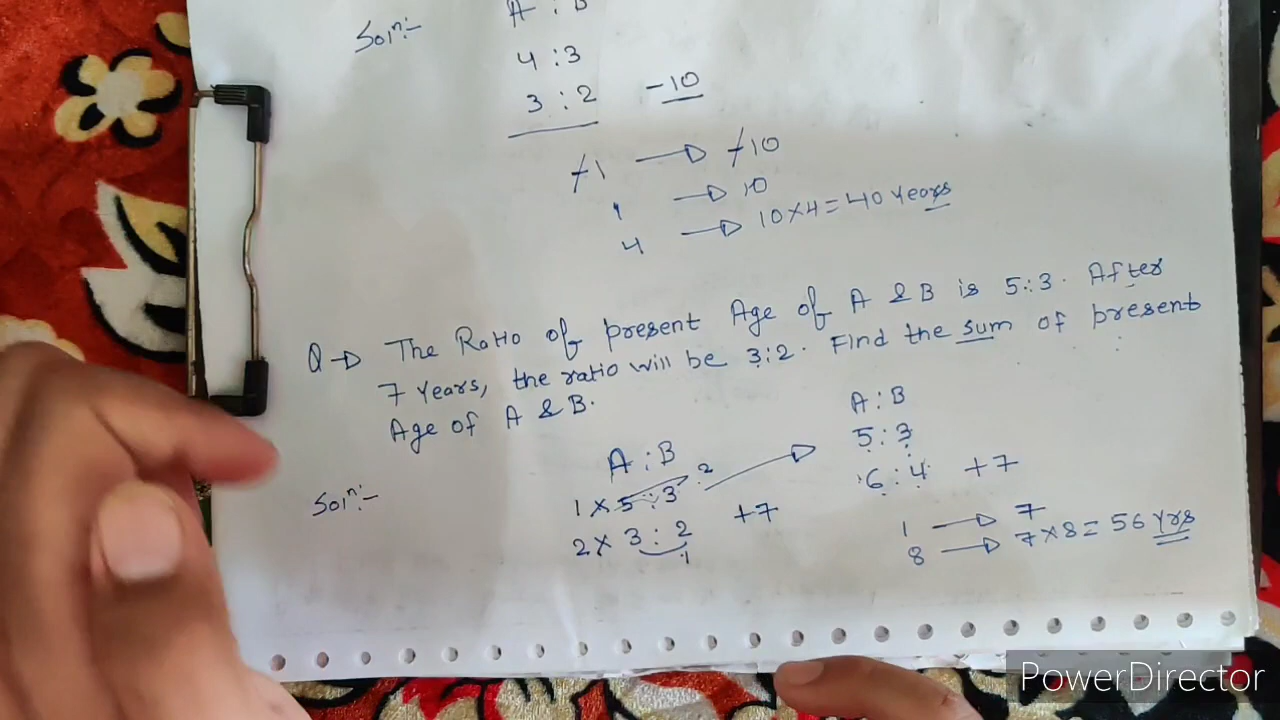 A : B
Solⁿ:-
4 : 3
3 : 2 -10
1 → 10
1 → 10
4 → 10×4=40 Years
Q→ The Ratio of present Age of A & B is 5:3. After
7 Years, the ratio will be 3:2. Find the sum of present
Age of A & B.
Solⁿ:-
A : B
1 × 5 : 3 2
2 × 3 : 2 +7
1
A : B
5 : 3
6 : 4 +7
1 → 7
8 → 7×8= 56 Yrs
PowerDirector